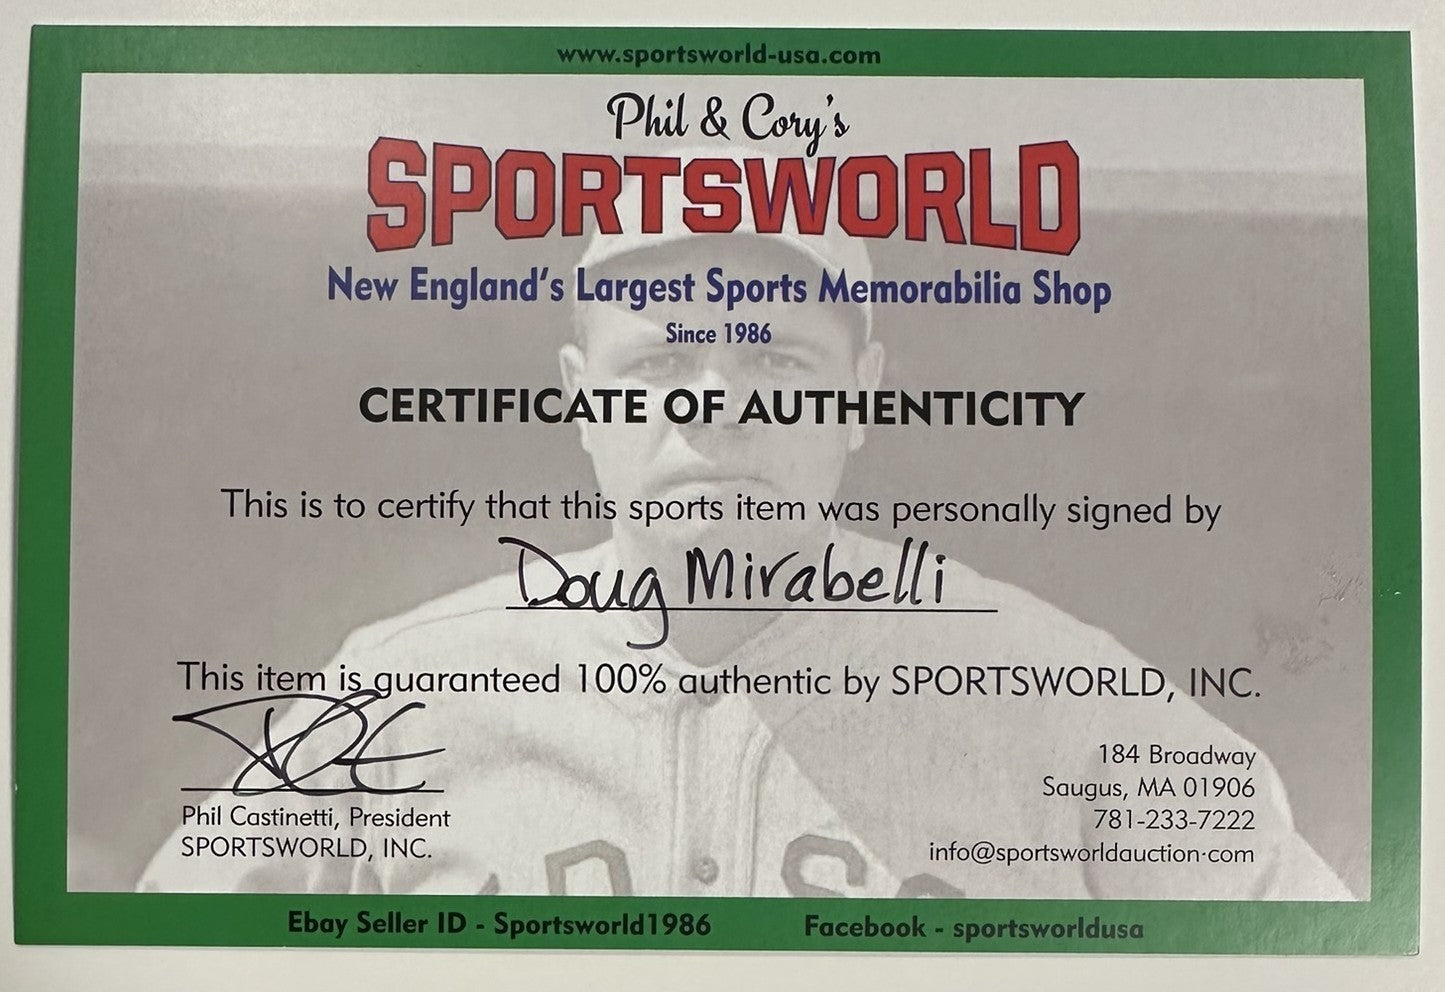 www.sportsworld-usa.com
Phil & Cory's
SPORTSWORLD
New England's Largest Sports Memorabilia Shop
Since 1986
CERTIFICATE OF AUTHENTICITY
This is to certify that this sports item was personally signed by
Doug Mirabelli
This item is guaranteed 100% authentic by SPORTSWORLD, INC.
Phil Castinetti, President
SPORTSWORLD, INC.
184 Broadway
Saugus, MA 01906
781-233-7222
info@sportsworldauction.com
Ebay Seller ID - Sportsworld1986
Facebook - sportsworldusa